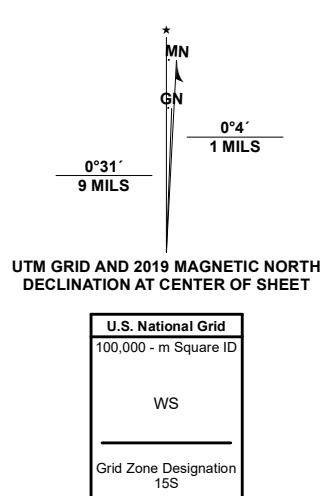 ★
MN
GN
0°4´
1 MILS
0°31´
9 MILS
UTM GRID AND 2019 MAGNETIC NORTH
DECLINATION AT CENTER OF SHEET
U.S. National Grid
100,000 - m Square ID
WS
Grid Zone Designation
15S